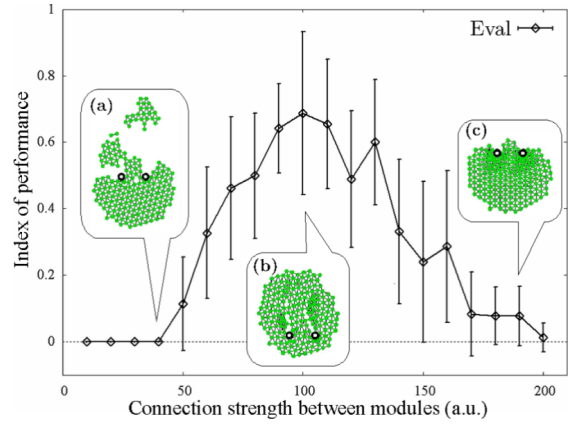 1
0.8
0.6
0.4
0.2
0
Index of performance
Eval
(a)
(b)
(c)
0 50 100 150 200
Connection strength between modules (a.u.)